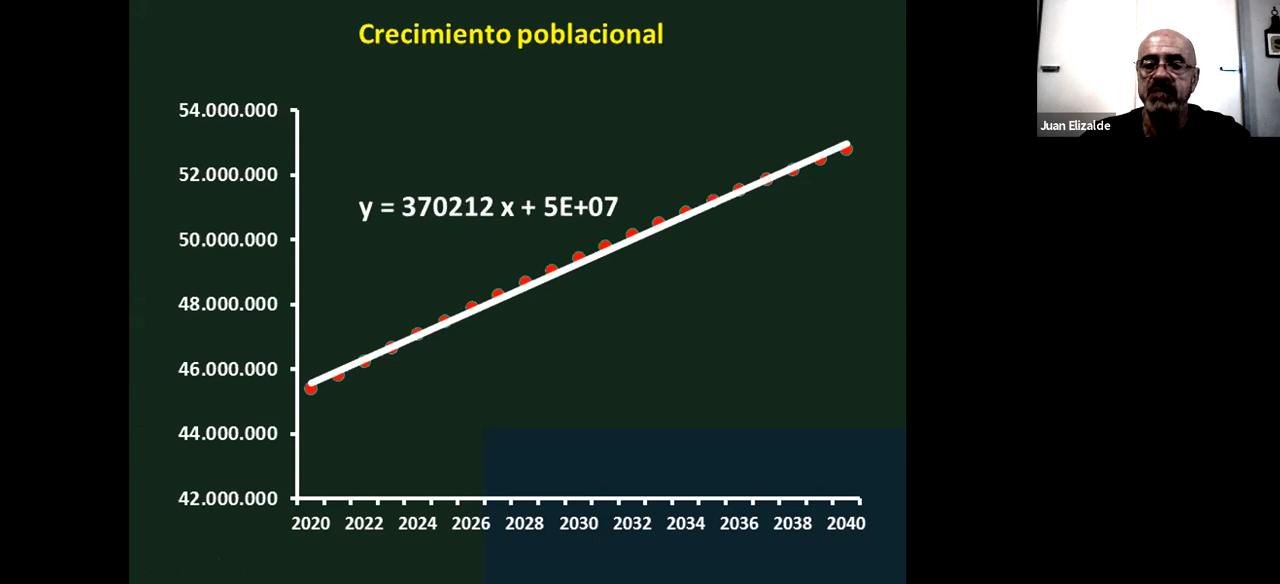 Crecimiento poblacional
Juan Elizalde
54.000.000
52.000.000
y = 370212 x + 5E+07
50.000.000
48.000.000
46.000.000
44.000.000
42.000.000
2020 2022 2024 2026 2028 2030 2032 2034 2036 2038 2040